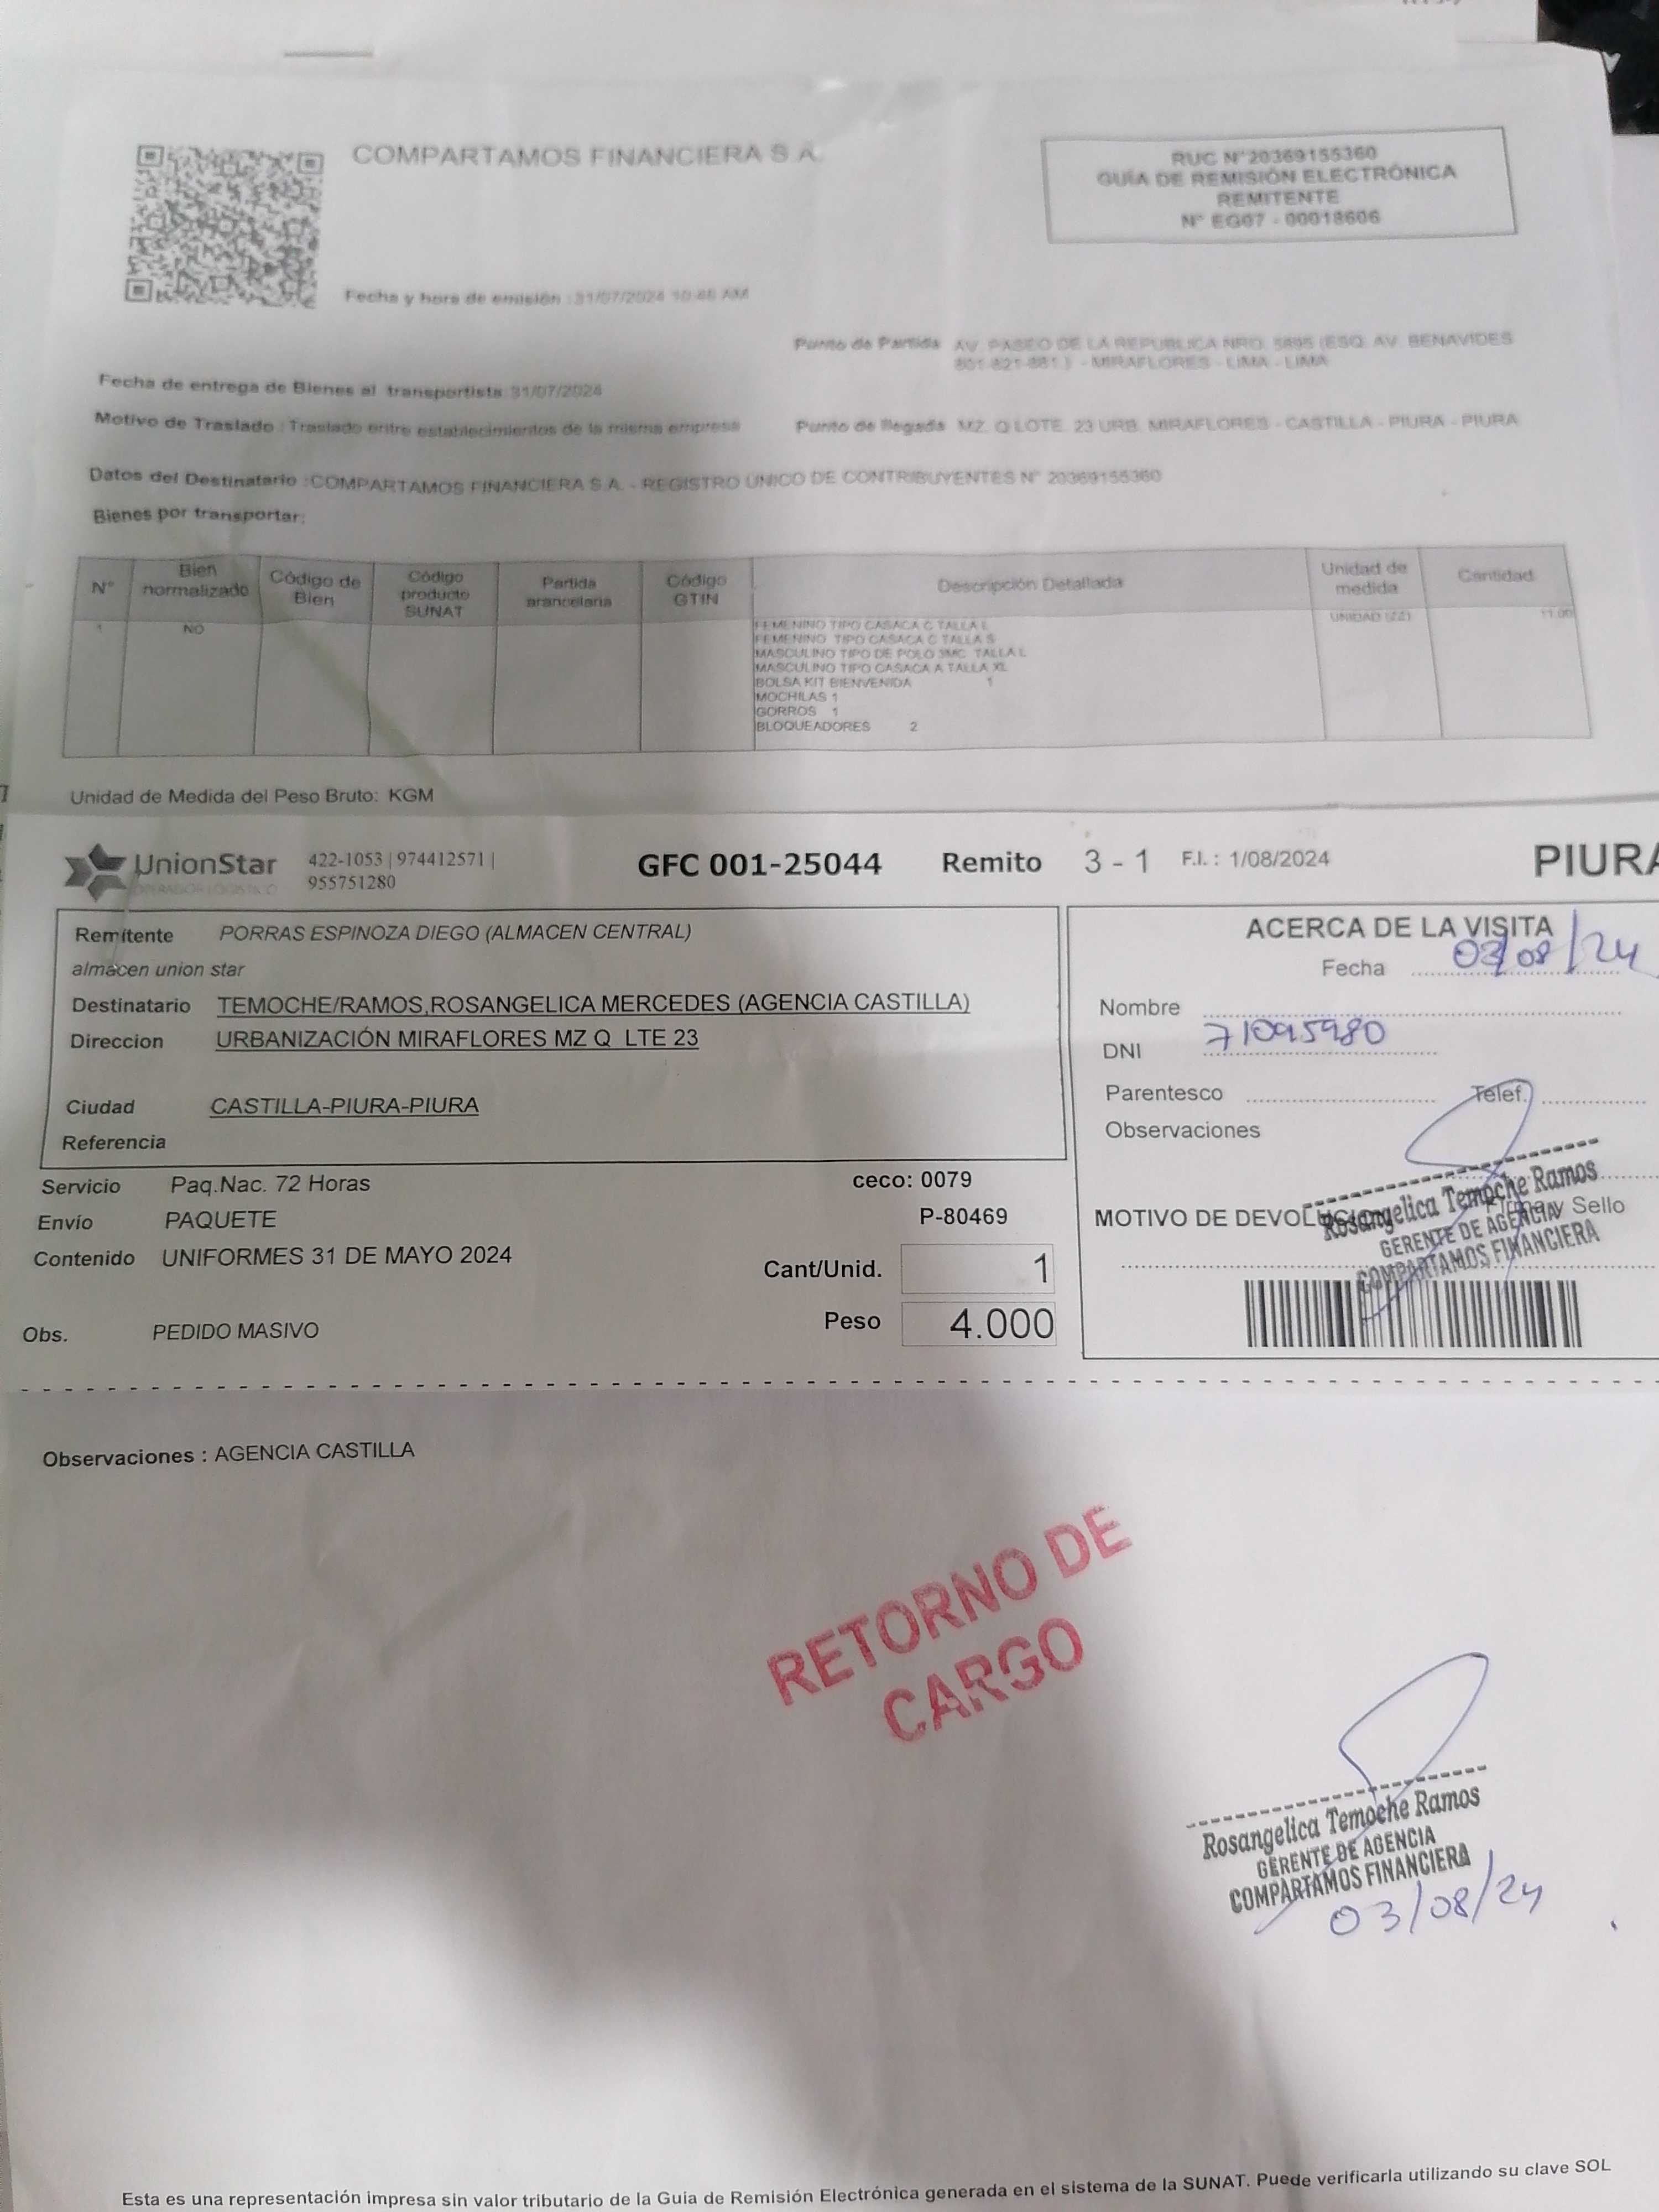 COMPARTAMOS FINANCIERA S.A.
RUC N°20369155360
GUÍA DE REMISIÓN ELECTRÓNICA
REMITENTE
N° EG07 - 00018606
Fecha y hora de emisión : 31/07/2024 10:46 AM
Punto de Partida AV. PASEO DE LA REPUBLICA NRO. 5895 (ESQ. AV. BENAVIDES
801-821-881.) - MIRAFLORES - LIMA - LIMA
Fecha de entrega de Bienes al transportista: 31/07/2024
Motivo de Traslado : Traslado entre establecimientos de la misma empresa
Punto de llegada MZ. Q LOTE. 23 URB. MIRAFLORES - CASTILLA - PIURA - PIURA
Datos del Destinatario :COMPARTAMOS FINANCIERA S.A. - REGISTRO ÚNICO DE CONTRIBUYENTES N° 20369155360
Bienes por transportar:
N° Bien normalizado Código de Bien Código producto SUNAT Partida arancelaria Código GTIN Descripción Detallada Unidad de medida Cantidad
1 NO FEMENINO TIPO CASACA C TALLA L UNIDAD (ZZ) 11.00
FEMENINO TIPO CASACA C TALLA S
MASCULINO TIPO DE POLO 3MC TALLA L
MASCULINO TIPO CASACA A TALLA XL
BOLSA KIT BIENVENIDA 1
MOCHILAS 1
GORROS 1
BLOQUEADORES 2
Unidad de Medida del Peso Bruto: KGM
UnionStar
OPERADOR LOGÍSTICO
422-1053 | 974412571 |
955751280
GFC 001-25044 Remito 3 - 1 F.I. : 1/08/2024 PIURA
Remitente PORRAS ESPINOZA DIEGO (ALMACEN CENTRAL)
almacen union star
Destinatario TEMOCHE/RAMOS,ROSANGELICA MERCEDES (AGENCIA CASTILLA)
Direccion URBANIZACIÓN MIRAFLORES MZ Q LTE 23
Ciudad CASTILLA-PIURA-PIURA
Referencia
Servicio Paq.Nac. 72 Horas
ceco: 0079
Envío PAQUETE
P-80469
Contenido UNIFORMES 31 DE MAYO 2024
Cant/Unid. 1
Peso 4.000
Obs. PEDIDO MASIVO
ACERCA DE LA VISITA
Fecha 03/08/24
Nombre
DNI 71095980
Parentesco Telef.
Observaciones
Firma y Sello
MOTIVO DE DEVOLUCION
Rosangelica Temoche Ramos
GERENTE DE AGENCIA
COMPARTAMOS FINANCIERA
Observaciones : AGENCIA CASTILLA
RETORNO DE
CARGO
Rosangelica Temoche Ramos
GERENTE DE AGENCIA
COMPARTAMOS FINANCIERA
03/08/24
Esta es una representación impresa sin valor tributario de la Guía de Remisión Electrónica generada en el sistema de la SUNAT. Puede verificarla utilizando su clave SOL